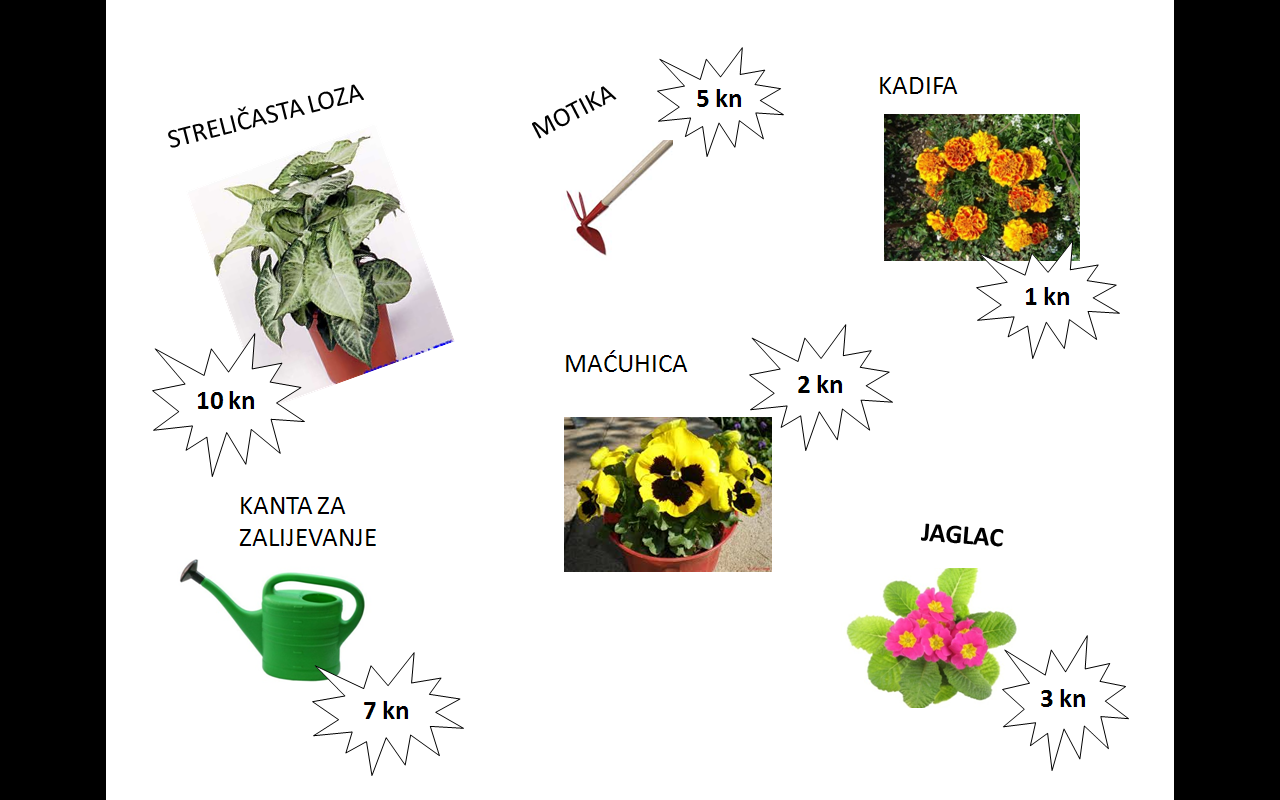 STRELIČASTA LOZA
10 kn
MOTIKA
5 kn
KADIFA
1 kn
MAĆUHICA
2 kn
KANTA ZA
ZALIJEVANJE
7 kn
JAGLAC
3 kn